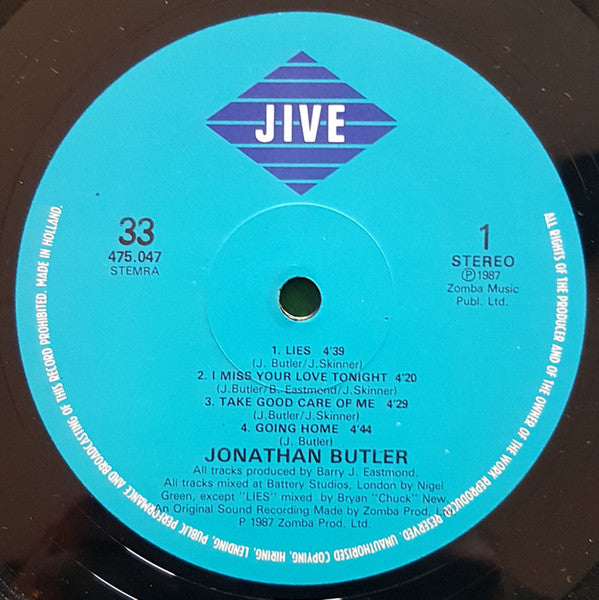 JIVE
33
475.047
STEMRA
1
STEREO
Ⓟ 1987
Zomba Music
Publ. Ltd.
1. LIES 4'39
(J. Butler/J.Skinner)
2. I MISS YOUR LOVE TONIGHT 4'20
(J.Butler/B. Eastmond/J.Skinner)
3. TAKE GOOD CARE OF ME 4'29
(J.Butler/J.Skinner)
4. GOING HOME 4'44
(J. Butler)
JONATHAN BUTLER
All tracks produced by Barry J. Eastmond.
All tracks mixed at Battery Studios, London by Nigel
Green, except "LIES" mixed by Bryan "Chuck" New.
An Original Sound Recording Made by Zomba Prod. Ltd.
P 1987 Zomba Prod. Ltd.
ALL RIGHTS OF THE PRODUCER AND OF THE OWNER OF THE WORK REPRODUCED RESERVED. UNAUTHORISED COPYING, HIRING, LENDING, PUBLIC PERFORMANCE AND BROADCASTING OF THIS RECORD PROHIBITED. MADE IN HOLLAND.